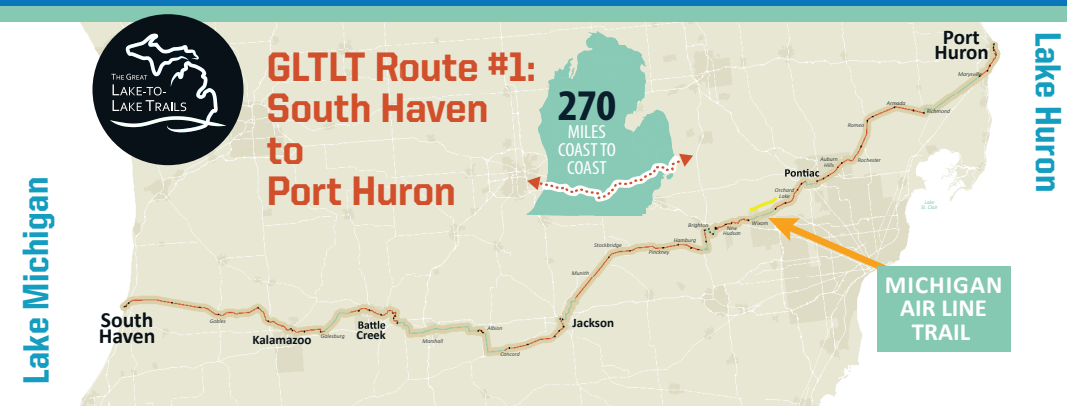 THE GREAT
LAKE-TO-
LAKE TRAILS
GLTLT Route #1:
South Haven
to
Port Huron
270
MILES
COAST TO
COAST
Port
Huron
Lake Huron
Lake Michigan
Marysville
Armada
Richmond
Romeo
Auburn
Hills
Rochester
Pontiac
Orchard
Lake
Lake
St. Clair
Brighton
New
Hudson
Wixom
Hamburg
Stockbridge
Pinckney
Munith
MICHIGAN
AIR LINE
TRAIL
South
Haven
Gobles
Kalamazoo
Galesburg
Battle
Creek
Marshall
Albion
Concord
Jackson